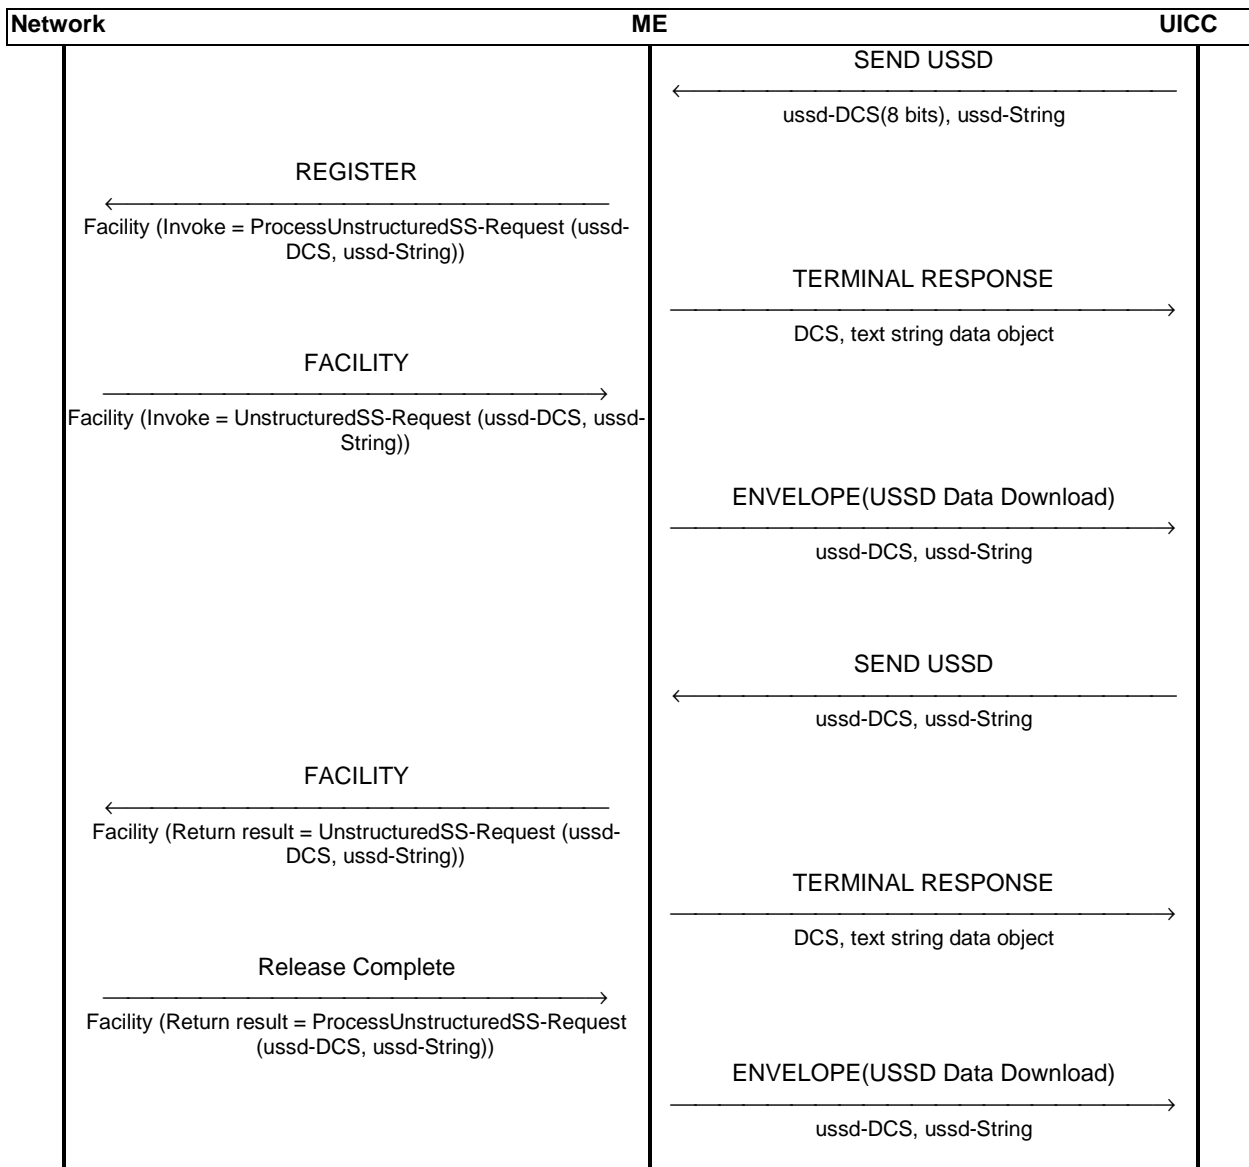 Network ME UICC
SEND USSD
ussd-DCS(8 bits), ussd-String
REGISTER
Facility (Invoke = ProcessUnstructuredSS-Request (ussd-
DCS, ussd-String))
TERMINAL RESPONSE
DCS, text string data object
FACILITY
Facility (Invoke = UnstructuredSS-Request (ussd-DCS, ussd-
String))
ENVELOPE(USSD Data Download)
ussd-DCS, ussd-String
SEND USSD
ussd-DCS, ussd-String
FACILITY
Facility (Return result = UnstructuredSS-Request (ussd-
DCS, ussd-String))
TERMINAL RESPONSE
DCS, text string data object
Release Complete
Facility (Return result = ProcessUnstructuredSS-Request
(ussd-DCS, ussd-String))
ENVELOPE(USSD Data Download)
ussd-DCS, ussd-String